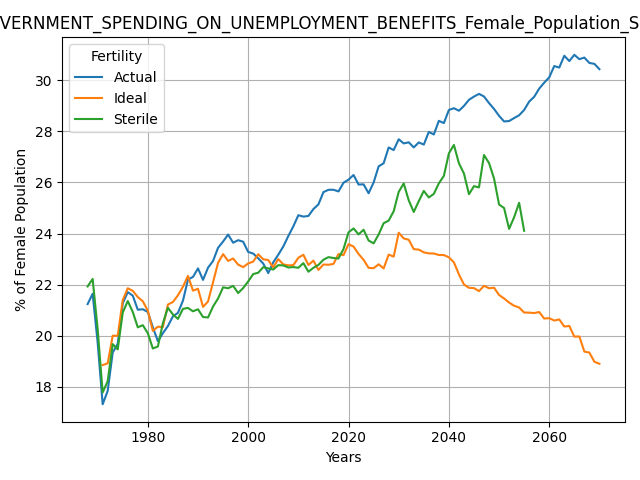 VERNMENT_SPENDING_ON_UNEMPLOYMENT_BENEFITS_Female_Population_S
Fertility
Actual
Ideal
Sterile
% of Female Population
30
28
26
24
22
20
18
1980
2000
2020
2040
2060
Years